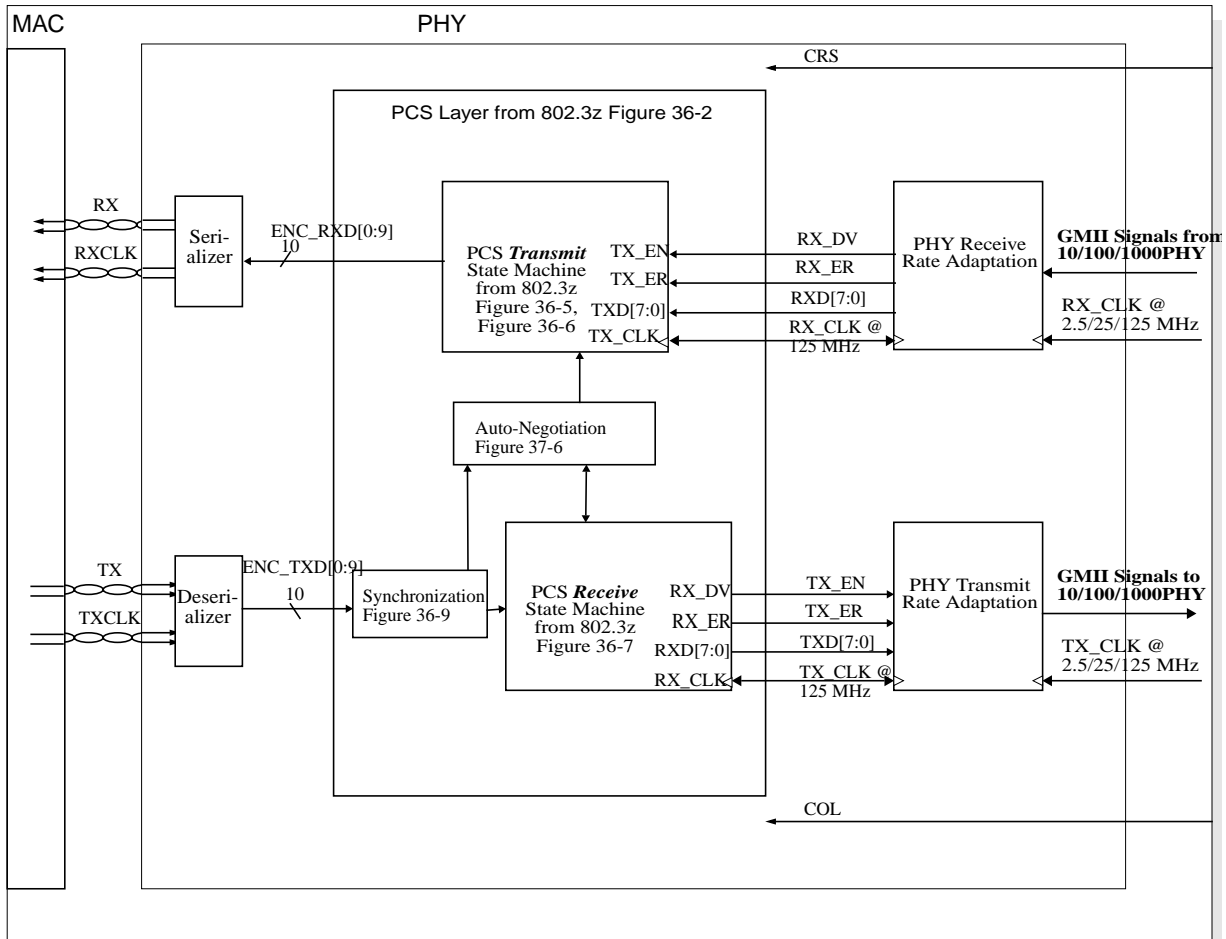 MAC
PHY
CRS
PCS Layer from 802.3z Figure 36-2
RX
RXCLK
Seri-
alizer
ENC_RXD[0:9]
10
PCS Transmit
State Machine
from 802.3z
Figure 36-5,
Figure 36-6
TX_EN
TX_ER
TXD[7:0]
TX_CLK
RX_DV
RX_ER
RXD[7:0]
RX_CLK @
125 MHz
PHY Receive
Rate Adaptation
GMII Signals from
10/100/1000PHY
RX_CLK @
2.5/25/125 MHz
Auto-Negotiation
Figure 37-6
TX
TXCLK
Deseri-
alizer
ENC_TXD[0:9]
10
Synchronization
Figure 36-9
PCS Receive
State Machine
from 802.3z
Figure 36-7
RX_DV
RX_ER
RXD[7:0]
RX_CLK
TX_EN
TX_ER
TXD[7:0]
TX_CLK @
125 MHz
PHY Transmit
Rate Adaptation
GMII Signals to
10/100/1000PHY
TX_CLK @
2.5/25/125 MHz
COL